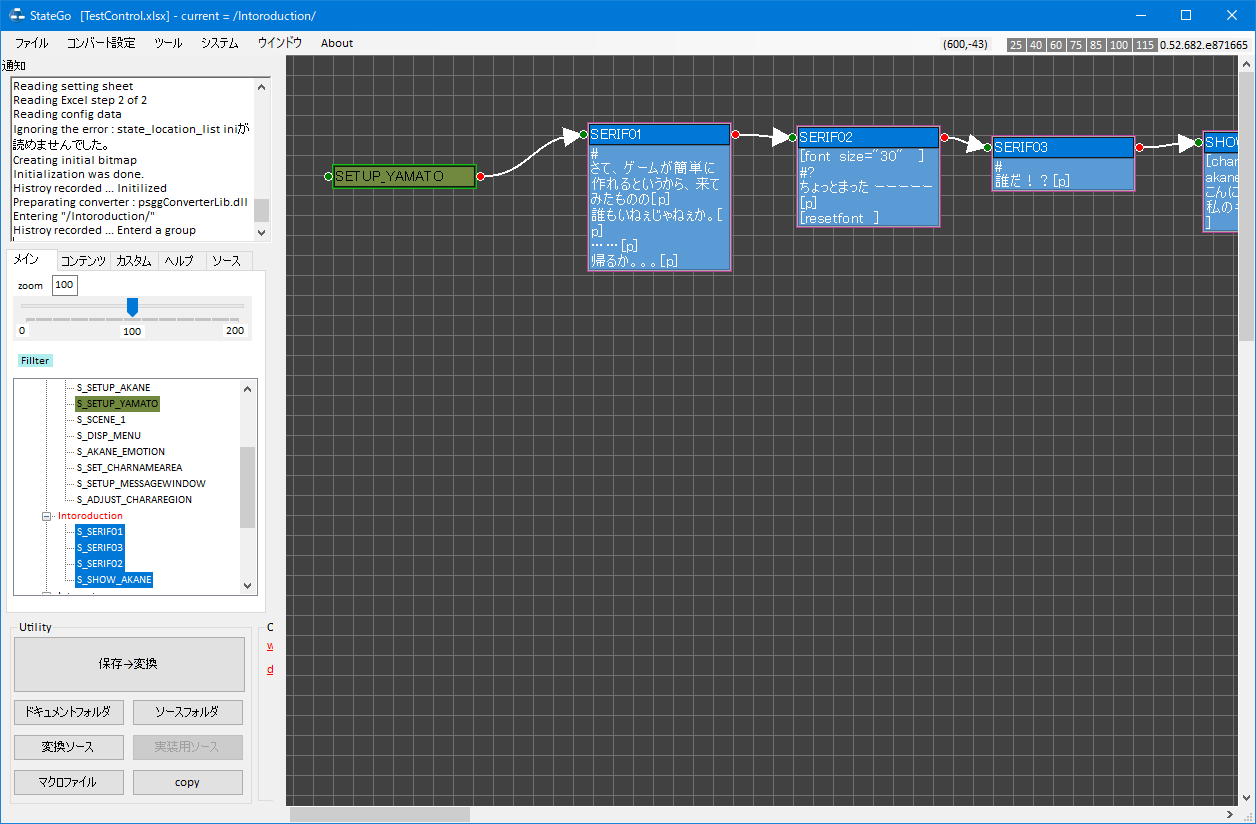 StateGo [TestControl.xlsx] - current = /Intoroduction/
ファイル コンバート設定 ツール システム ウインドウ About
(600,-43) 25 40 60 75 85 100 115 0.52.682.e871665
通知
Reading setting sheet
Reading Excel step 2 of 2
Reading config data
Ignoring the error : state_location_list iniが
読めませんでした。
Creating initial bitmap
Initialization was done.
Histroy recorded ... Initilized
Preparing converter : psggConverterLib.dll
Entering "/Intoroduction/"
Histroy recorded ... Enterd a group
メイン コンテンツ カスタム ヘルプ ソース
zoom 100
0 100 200
Fillter
S_SETUP_AKANE
S_SETUP_YAMATO
S_SCENE_1
S_DISP_MENU
S_AKANE_EMOTION
S_SET_CHARNAMEAREA
S_SETUP_MESSAGEWINDOW
S_ADJUST_CHARAREGION
Intoroduction
S_SERIF01
S_SERIF03
S_SERIF02
S_SHOW_AKANE
Utility
保存→変換
ドキュメントフォルダ ソースフォルダ
変換ソース 実装用ソース
マクロファイル copy
C
w
d
SETUP_YAMATO
SERIF01
#
さて、ゲームが簡単に
作れるというから、来て
みたものの[p]
誰もいねぇじゃねぇか。[
p]
……[p]
帰るか。。。[p]
SERIF02
[font size="30" ]
#?
ちょっとまったーーーーー
[p]
[resetfont ]
SERIF03
#
誰だ！？[p]
SHO
[char
akane
こんに
私の
]